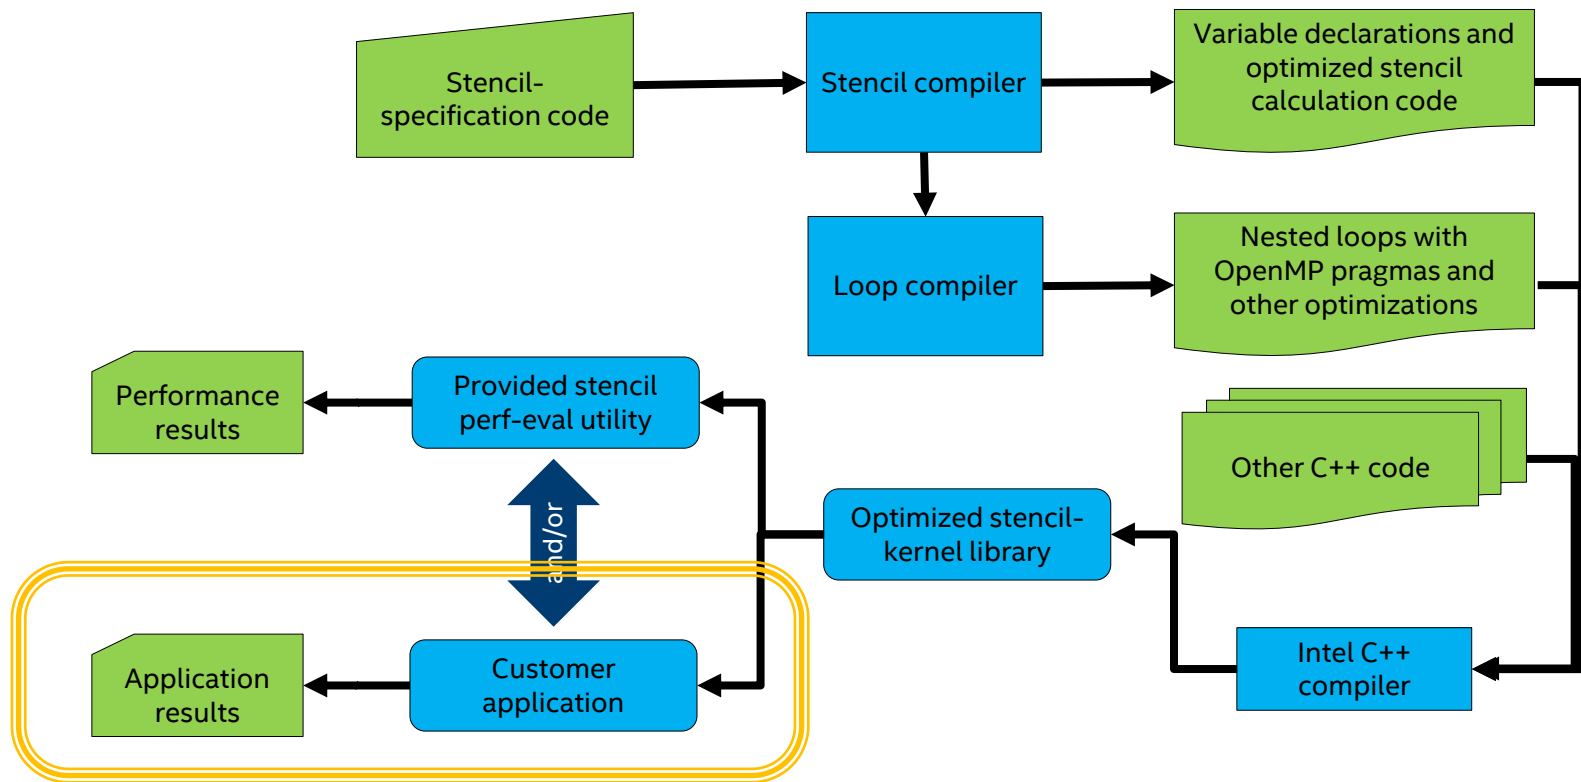 Stencil-
specification code
Stencil compiler
Variable declarations and
optimized stencil
calculation code
Loop compiler
Nested loops with
OpenMP pragmas and
other optimizations
Performance
results
Provided stencil
perf-eval utility
Other C++ code
and/or
Optimized stencil-
kernel library
Application
results
Customer
application
Intel C++
compiler